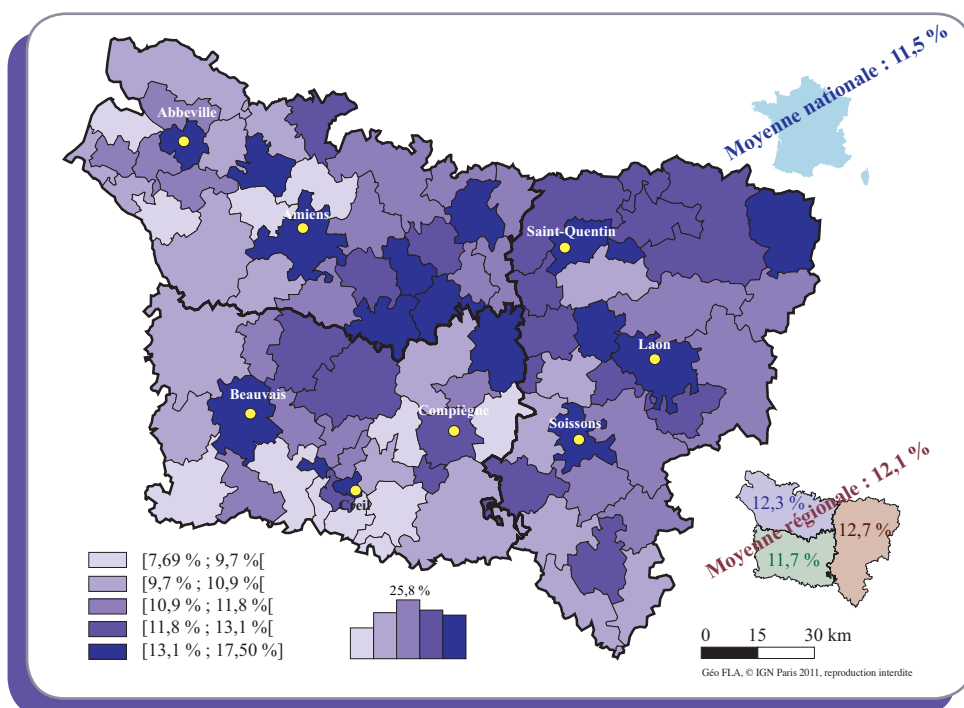 Moyenne nationale : 11,5 %
Abbeville
Amiens
Saint-Quentin
Laon
Beauvais
Compiègne
Soissons
Creil
Moyenne régionale : 12,1 %
12,3 %
12,7 %
11,7 %
[7,69 % ; 9,7 %[
[9,7 % ; 10,9 %[
[10,9 % ; 11,8 %[
[11,8 % ; 13,1 %[
[13,1 % ; 17,50 %]
25,8 %
0 15 30 km
Géo FLA, © IGN Paris 2011, reproduction interdite